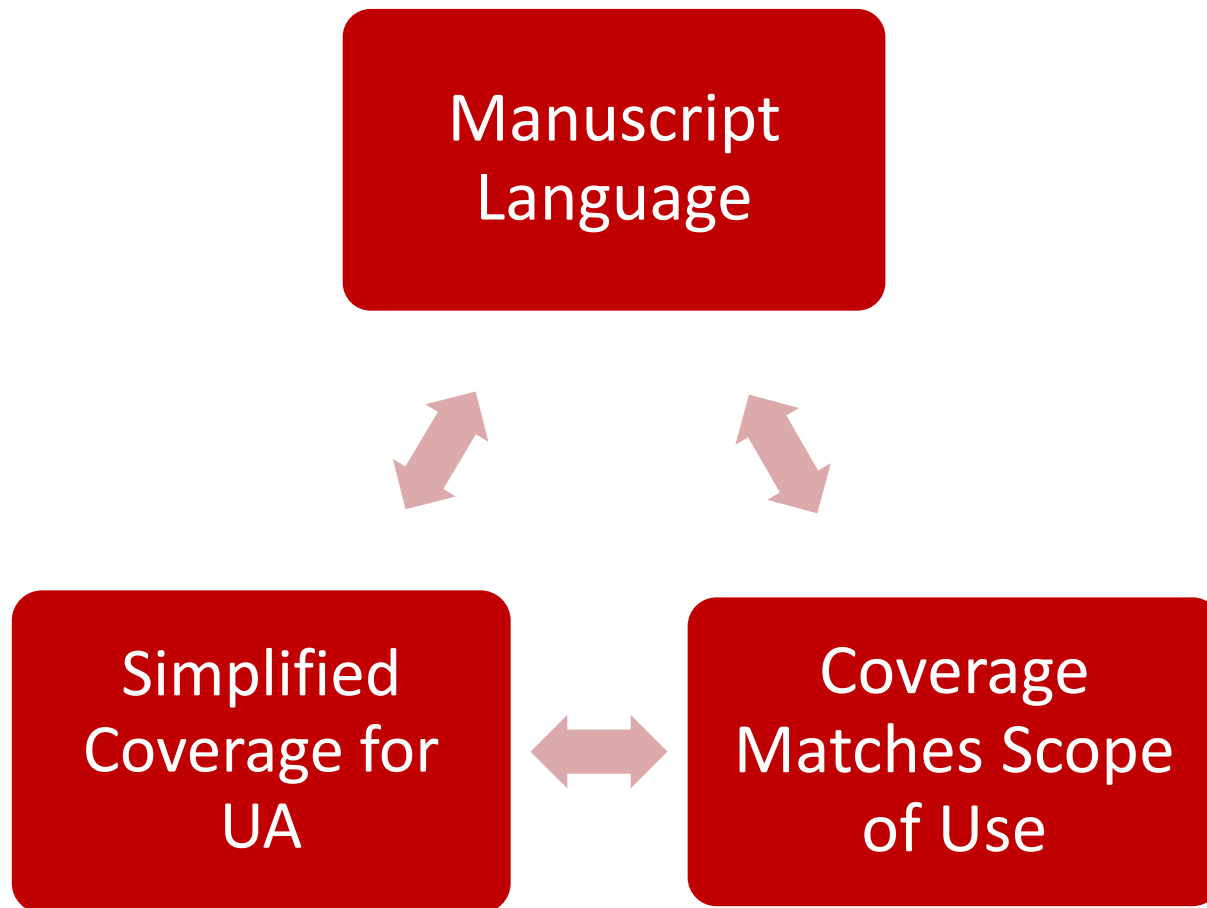 Manuscript
Language
Simplified
Coverage for
UA
Coverage
Matches Scope
of Use